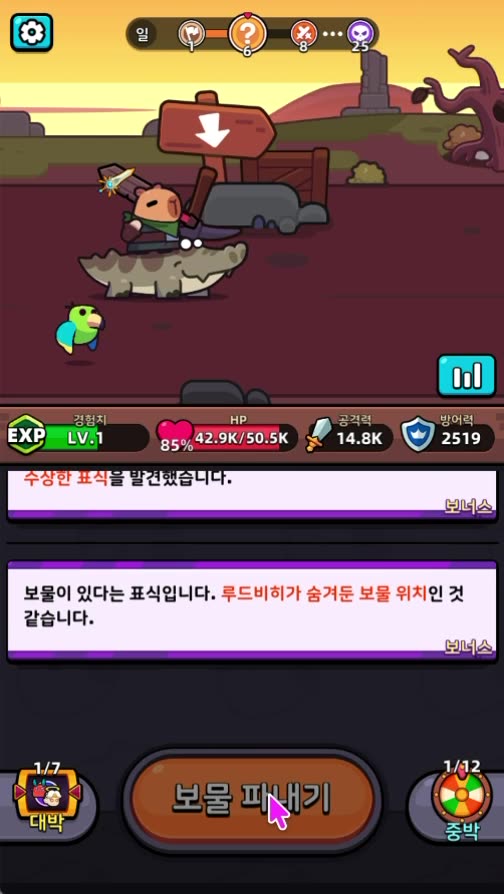 일
1
?
6
8
25
EXP
경험치
LV.1
85%
HP
42.9K/50.5K
공격력
14.8K
방어력
2519
수상한 표식을 발견했습니다.
보너스
보물이 있다는 표식입니다. 루드비히가 숨겨둔 보물 위치인 것
같습니다.
보너스
1/7
대박
보물 파내기
1/12
중박